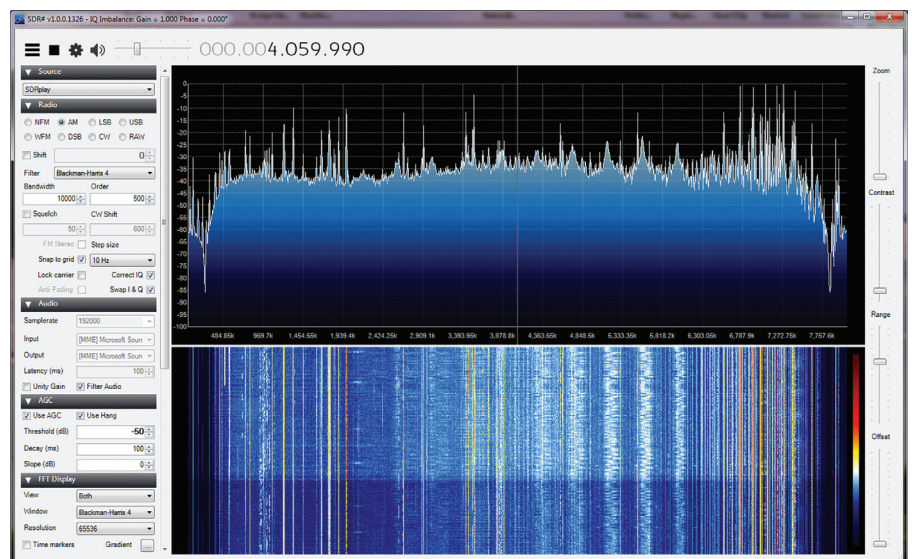 SDR# v1.0.0.1326 - IQ Imbalance: Gain = 1.000 Phase = 0.000°
000.004.059.990
Source
SDRplay
Radio
NFM AM LSB USB
WFM DSB CW RAW
Shift 0
Filter Blackman-Harris 4
Bandwidth Order
10000 500
Squelch CW Shift
50 600
FM Stereo Step size
Snap to grid 10 Hz
Lock carrier Correct IQ
Anti-Fading Swap I & Q
Audio
Samplerate 192000
Input [MME] Microsoft Soun
Output [MME] Microsoft Soun
Latency (ms) 100
Unity Gain Filter Audio
AGC
Use AGC Use Hang
Threshold (dB) -50
Decay (ms) 100
Slope (dB) 0
FFT Display
View Both
Window Blackman-Harris 4
Resolution 65536
Time markers Gradient ...
0
-5
-10
-15
-20
-25
-30
-35
-40
-45
-50
-55
-60
-65
-70
-75
-80
-85
-90
-95
-100
484.85k 969.7k 1,454.55k 1,939.4k 2,424.25k 2,909.1k 3,393.95k 3,878.8k 4,363.65k 4,848.5k 5,333.35k 5,818.2k 6,303.05k 6,787.9k 7,272.75k 7,757.6k
Zoom
Contrast
Range
Offset